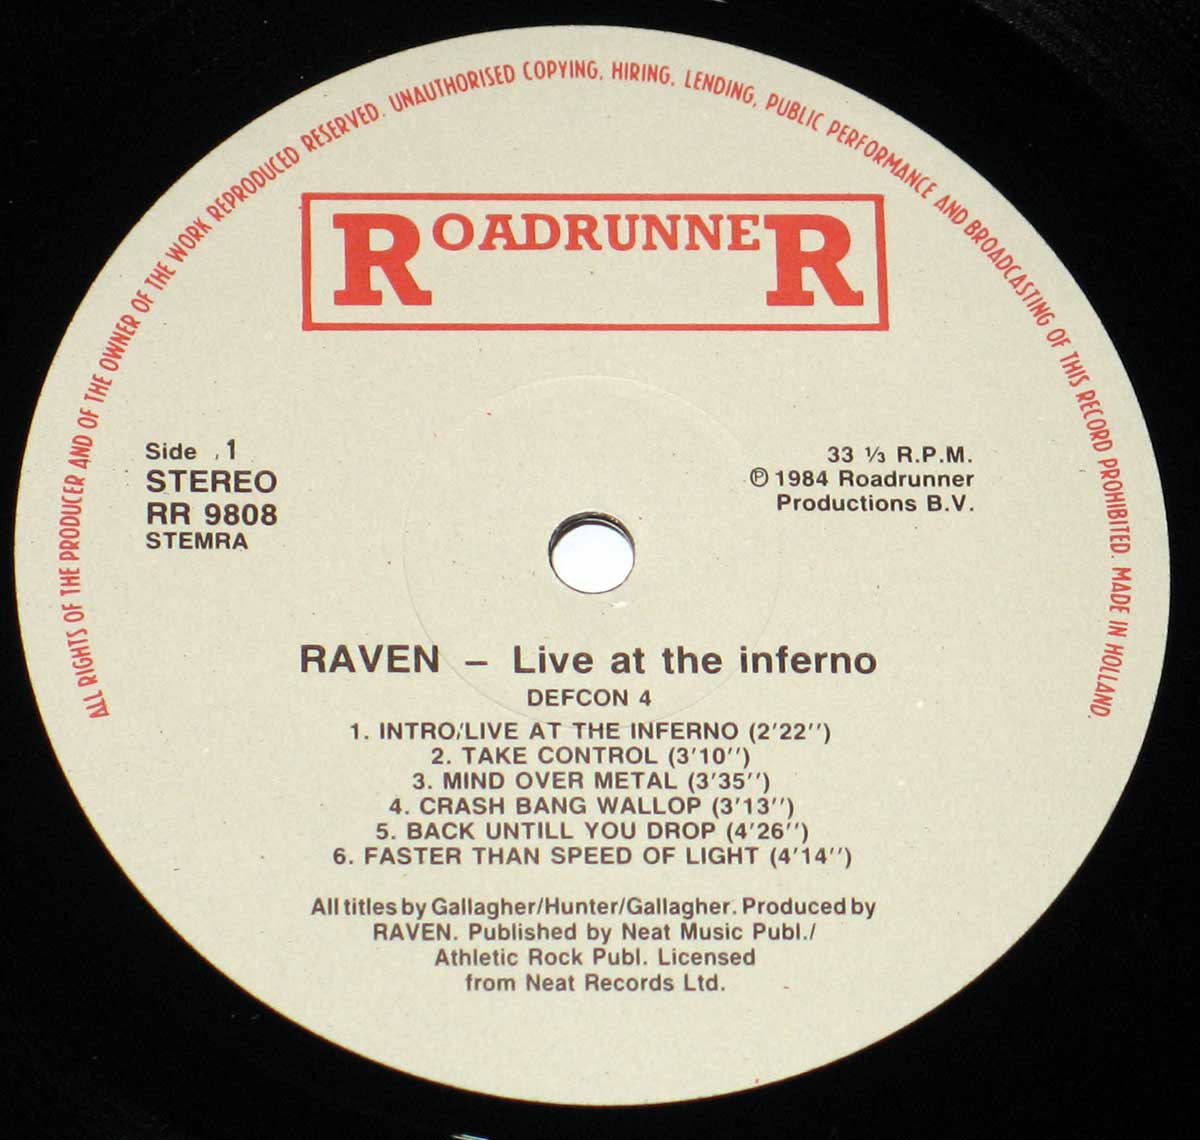 ALL RIGHTS OF THE PRODUCER AND OF THE OWNER OF THE WORK REPRODUCED RESERVED. UNAUTHORISED COPYING, HIRING, LENDING, PUBLIC PERFORMANCE AND BROADCASTING OF THIS RECORD PROHIBITED. MADE IN HOLLAND
ROADRUNNER
Side 1
STEREO
RR 9808
STEMRA
33 ⅓ R.P.M.
℗ 1984 Roadrunner
Productions B.V.
RAVEN – Live at the inferno
DEFCON 4
1. INTRO/LIVE AT THE INFERNO (2'22'')
2. TAKE CONTROL (3'10'')
3. MIND OVER METAL (3'35'')
4. CRASH BANG WALLOP (3'13'')
5. BACK UNTILL YOU DROP (4'26'')
6. FASTER THAN SPEED OF LIGHT (4'14'')
All titles by Gallagher/Hunter/Gallagher. Produced by
RAVEN. Published by Neat Music Publ./
Athletic Rock Publ. Licensed
from Neat Records Ltd.